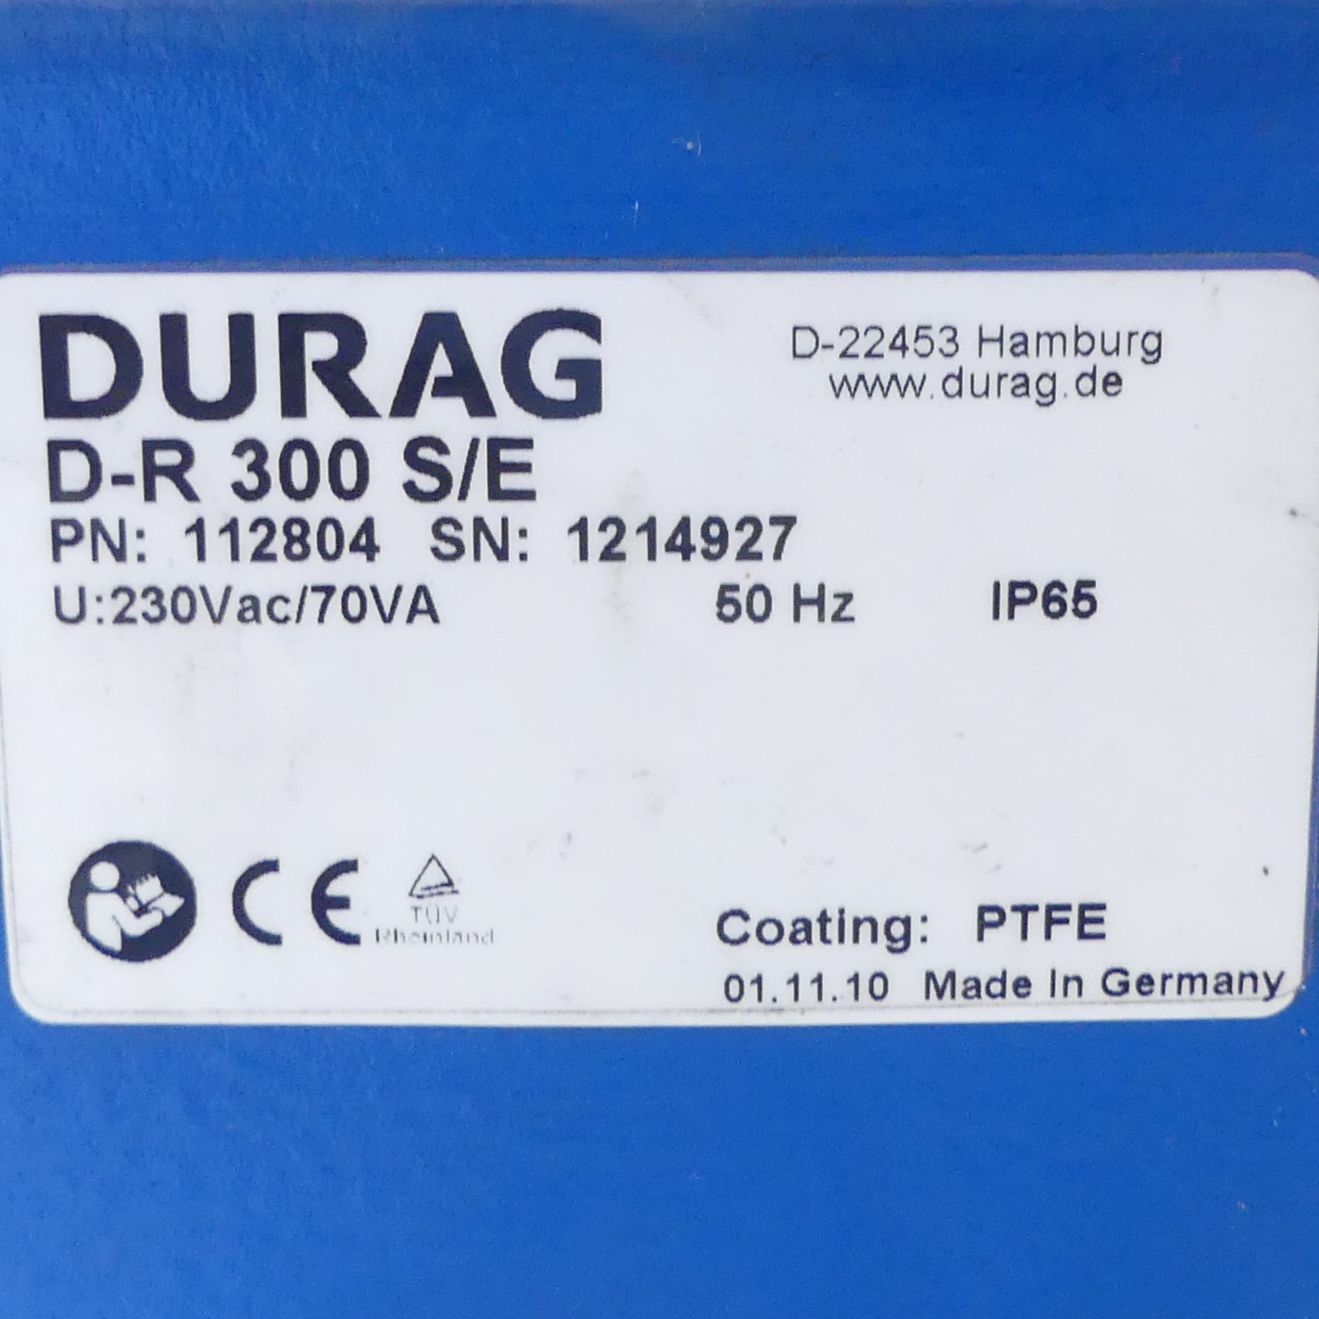 DURAG
D-22453 Hamburg
www.durag.de
D-R 300 S/E
PN: 112804 SN: 1214927
U:230Vac/70VA 50 Hz IP65
CE
TÜV
Rheinland
Coating: PTFE
01.11.10 Made In Germany